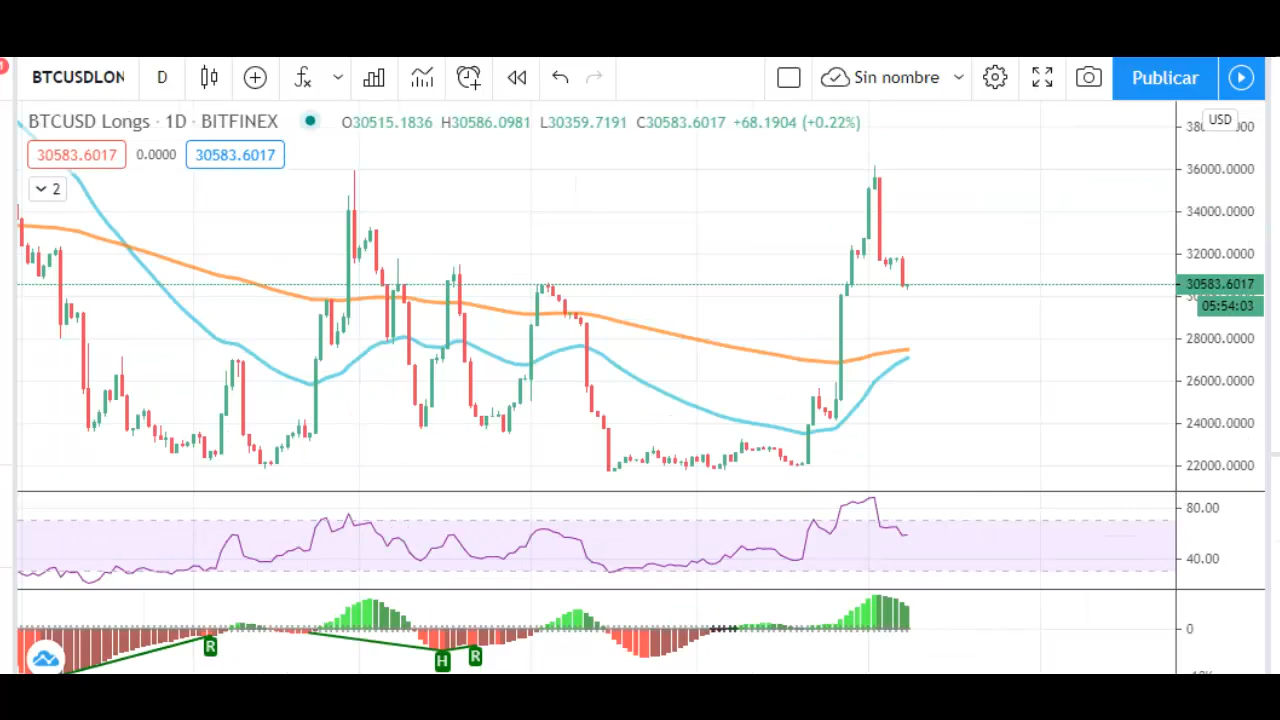 BTCUSDLON D Sin nombre Publicar
BTCUSD Longs · 1D · BITFINEX O30515.1836 H30586.0981 L30359.7191 C30583.6017 +68.1904 (+0.22%)
USD
30583.6017 0.0000 30583.6017
2
36000.0000
34000.0000
32000.0000
30583.6017
05:54:03
28000.0000
26000.0000
24000.0000
22000.0000
80.00
40.00
0
R
H
R